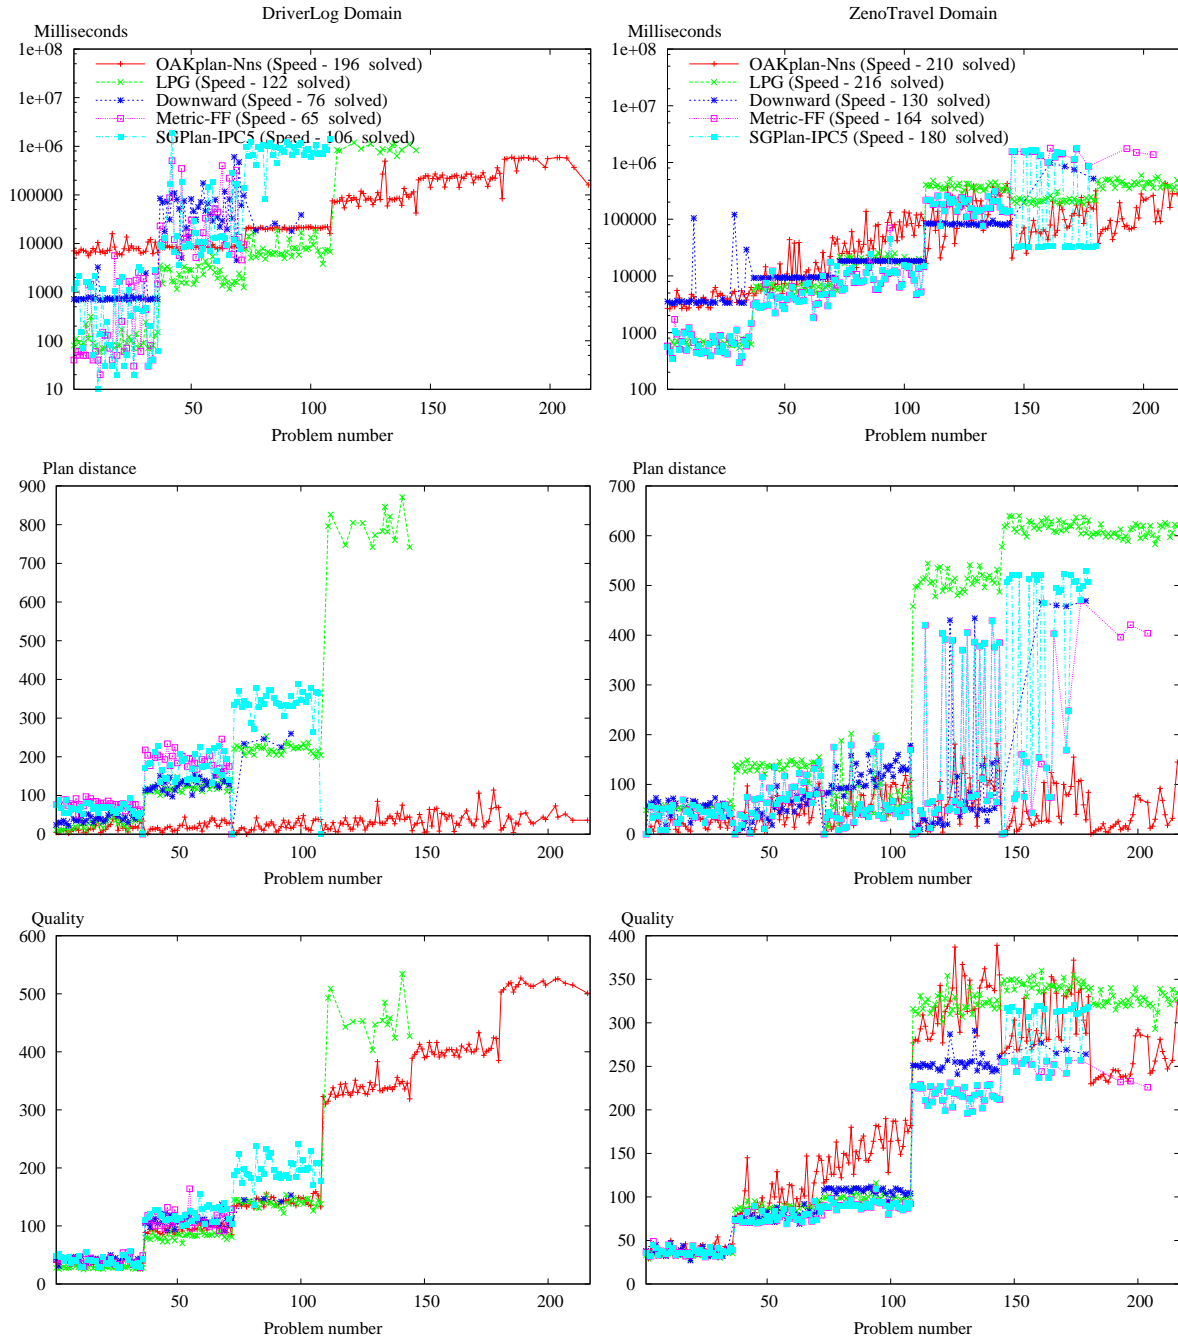 DriverLog Domain
Milliseconds
1e+08
1e+07
1e+06
100000
10000
1000
100
10
OAKplan-Nns (Speed - 196 solved)
LPG (Speed - 122 solved)
Downward (Speed - 76 solved)
Metric-FF (Speed - 65 solved)
SGPlan-IPC5 (Speed - 106 solved)
50 100 150 200
Problem number
ZenoTravel Domain
Milliseconds
1e+08
1e+07
1e+06
100000
10000
1000
100
OAKplan-Nns (Speed - 210 solved)
LPG (Speed - 216 solved)
Downward (Speed - 130 solved)
Metric-FF (Speed - 164 solved)
SGPlan-IPC5 (Speed - 180 solved)
50 100 150 200
Problem number
Plan distance
900
800
700
600
500
400
300
200
100
0
50 100 150 200
Problem number
Plan distance
700
600
500
400
300
200
100
0
50 100 150 200
Problem number
Quality
600
500
400
300
200
100
0
50 100 150 200
Problem number
Quality
400
350
300
250
200
150
100
50
0
50 100 150 200
Problem number